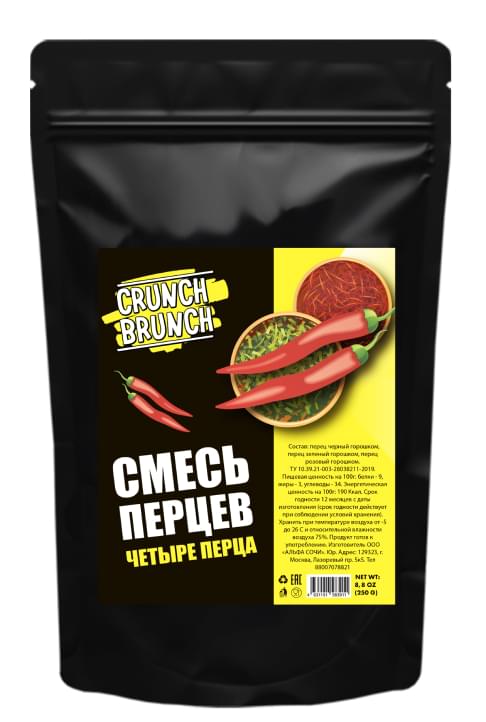 CRUNCH
BRUNCH
СМЕСЬ
ПЕРЦЕВ
ЧЕТЫРЕ ПЕРЦА
Состав: перец черный горошком,
перец зеленый горошком, перец
розовый горошком.
ТУ 10.39.21-003-28038211-2019.
Пищевая ценность на 100г: белки - 9,
жиры - 3, углеводы - 34. Энергетическая
ценность на 100г: 190 Ккал. Срок
годности 12 месяцев с даты
изготовления (срок годности действует
при соблюдении условий хранения).
Хранить при температуре воздуха от -5
до 26 С и относительной влажности
воздуха 75%. Продукт готов к
употреблению. Изготовитель ООО
«АЛЬФА СОЧИ». Юр. Адрес: 129323, г.
Москва, Лазоревый пр. 5к5. Тел
88007078821
EAC
NET WT:
8,8 OZ
(250 G)